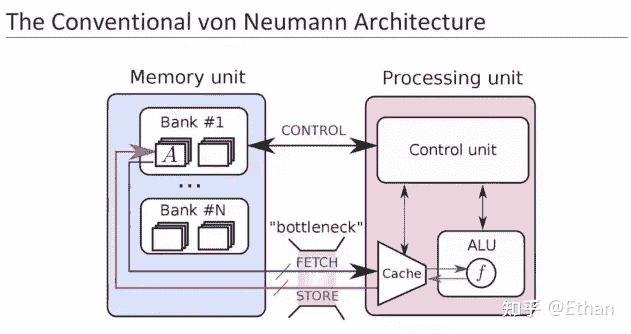 The Conventional von Neumann Architecture
Memory unit
Processing unit
Bank #1
A
...
Bank #N
CONTROL
"bottleneck"
FETCH
STORE
Control unit
Cache
ALU
f
知乎 @Ethan